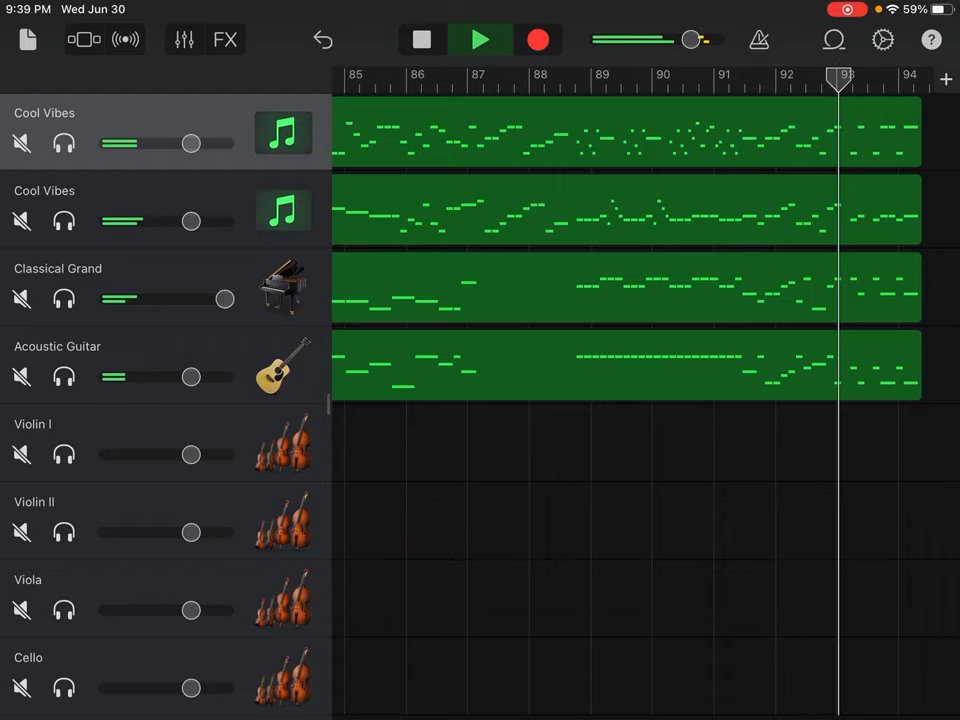 9:39 PM Wed Jun 30 59%
FX ?
85 86 87 88 89 90 91 92 93 94 +
Cool Vibes
Cool Vibes
Classical Grand
Acoustic Guitar
Violin I
Violin II
Viola
Cello